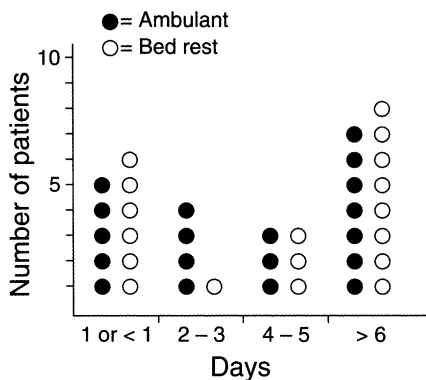 = Ambulant
= Bed rest
Number of patients
10
5
1 or < 1 2 – 3 4 – 5 > 6
Days